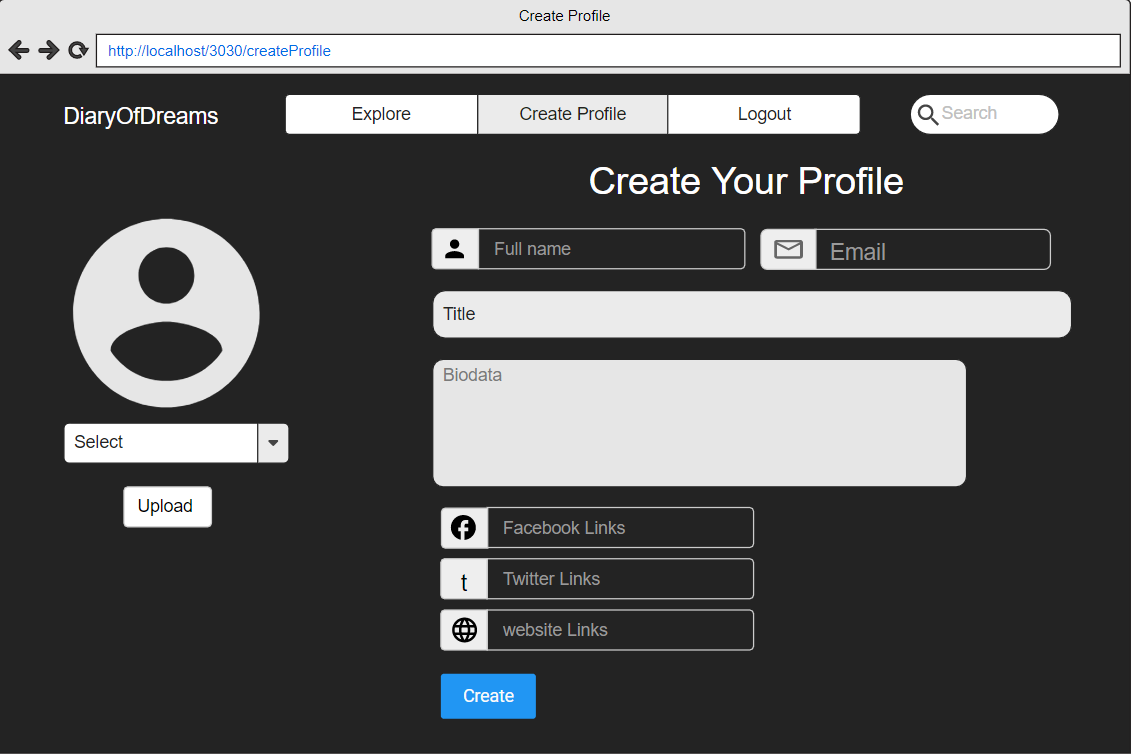 Create Profile
http://localhost/3030/createProfile
DiaryOfDreams
Explore
Create Profile
Logout
Search
Create Your Profile
Full name
Email
Title
Biodata
Select
Upload
Facebook Links
t
Twitter Links
website Links
Create